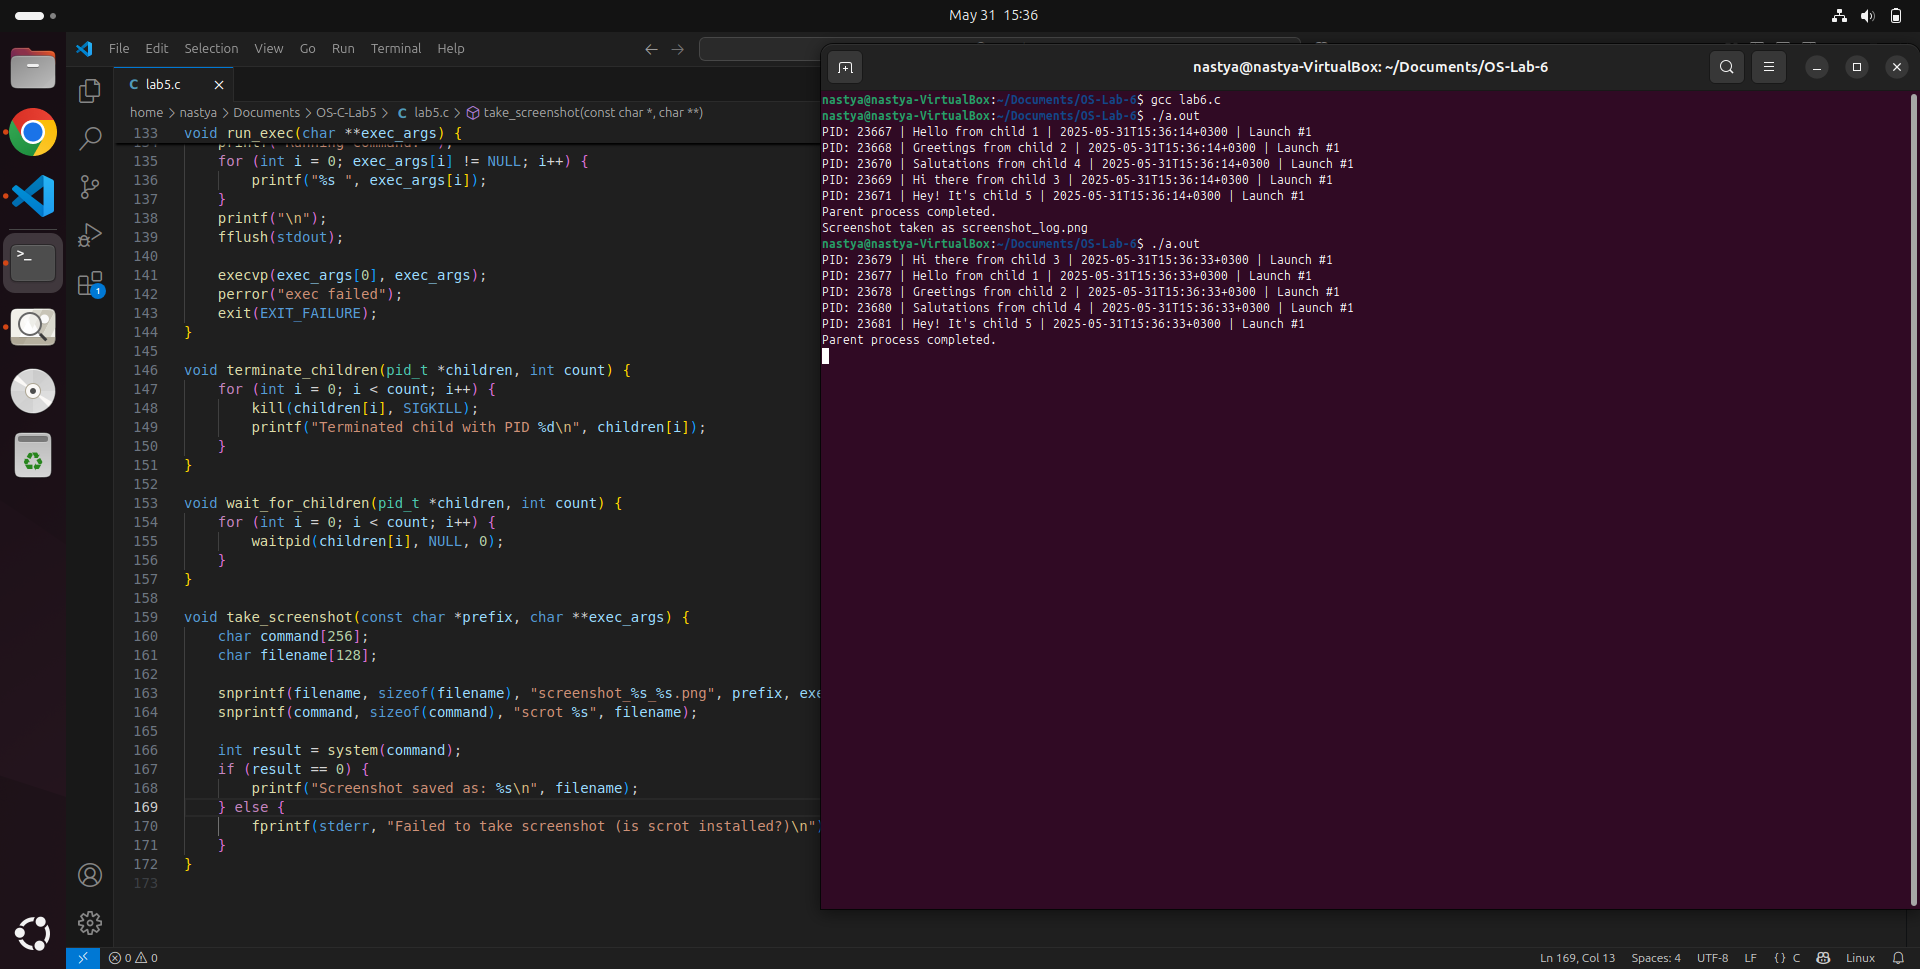 May 31 15:36
File Edit Selection View Go Run Terminal Help
lab5.c
home > nastya > Documents > OS-C-Lab5 > C lab5.c > take_screenshot(const char *, char **)
133 void run_exec(char **exec_args) {
135 for (int i = 0; exec_args[i] != NULL; i++) {
136 printf("%s ", exec_args[i]);
137 }
138 printf("\n");
139 fflush(stdout);
140
141 execvp(exec_args[0], exec_args);
142 perror("exec failed");
143 exit(EXIT_FAILURE);
144 }
145
146 void terminate_children(pid_t *children, int count) {
147 for (int i = 0; i < count; i++) {
148 kill(children[i], SIGKILL);
149 printf("Terminated child with PID %d\n", children[i]);
150 }
151 }
152
153 void wait_for_children(pid_t *children, int count) {
154 for (int i = 0; i < count; i++) {
155 waitpid(children[i], NULL, 0);
156 }
157 }
158
159 void take_screenshot(const char *prefix, char **exec_args) {
160 char command[256];
161 char filename[128];
162
163 snprintf(filename, sizeof(filename), "screenshot_%s_%s.png", prefix, exe
164 snprintf(command, sizeof(command), "scrot %s", filename);
165
166 int result = system(command);
167 if (result == 0) {
168 printf("Screenshot saved as: %s\n", filename);
169 } else {
170 fprintf(stderr, "Failed to take screenshot (is scrot installed?)\n")
171 }
172 }
173
nastya@nastya-VirtualBox: ~/Documents/OS-Lab-6
nastya@nastya-VirtualBox:~/Documents/OS-Lab-6$ gcc lab6.c
nastya@nastya-VirtualBox:~/Documents/OS-Lab-6$ ./a.out
PID: 23667 | Hello from child 1 | 2025-05-31T15:36:14+0300 | Launch #1
PID: 23668 | Greetings from child 2 | 2025-05-31T15:36:14+0300 | Launch #1
PID: 23670 | Salutations from child 4 | 2025-05-31T15:36:14+0300 | Launch #1
PID: 23669 | Hi there from child 3 | 2025-05-31T15:36:14+0300 | Launch #1
PID: 23671 | Hey! It's child 5 | 2025-05-31T15:36:14+0300 | Launch #1
Parent process completed.
Screenshot taken as screenshot_log.png
nastya@nastya-VirtualBox:~/Documents/OS-Lab-6$ ./a.out
PID: 23679 | Hi there from child 3 | 2025-05-31T15:36:33+0300 | Launch #1
PID: 23677 | Hello from child 1 | 2025-05-31T15:36:33+0300 | Launch #1
PID: 23678 | Greetings from child 2 | 2025-05-31T15:36:33+0300 | Launch #1
PID: 23680 | Salutations from child 4 | 2025-05-31T15:36:33+0300 | Launch #1
PID: 23681 | Hey! It's child 5 | 2025-05-31T15:36:33+0300 | Launch #1
Parent process completed.
0 0
Ln 169, Col 13 Spaces: 4 UTF-8 LF {} C Linux